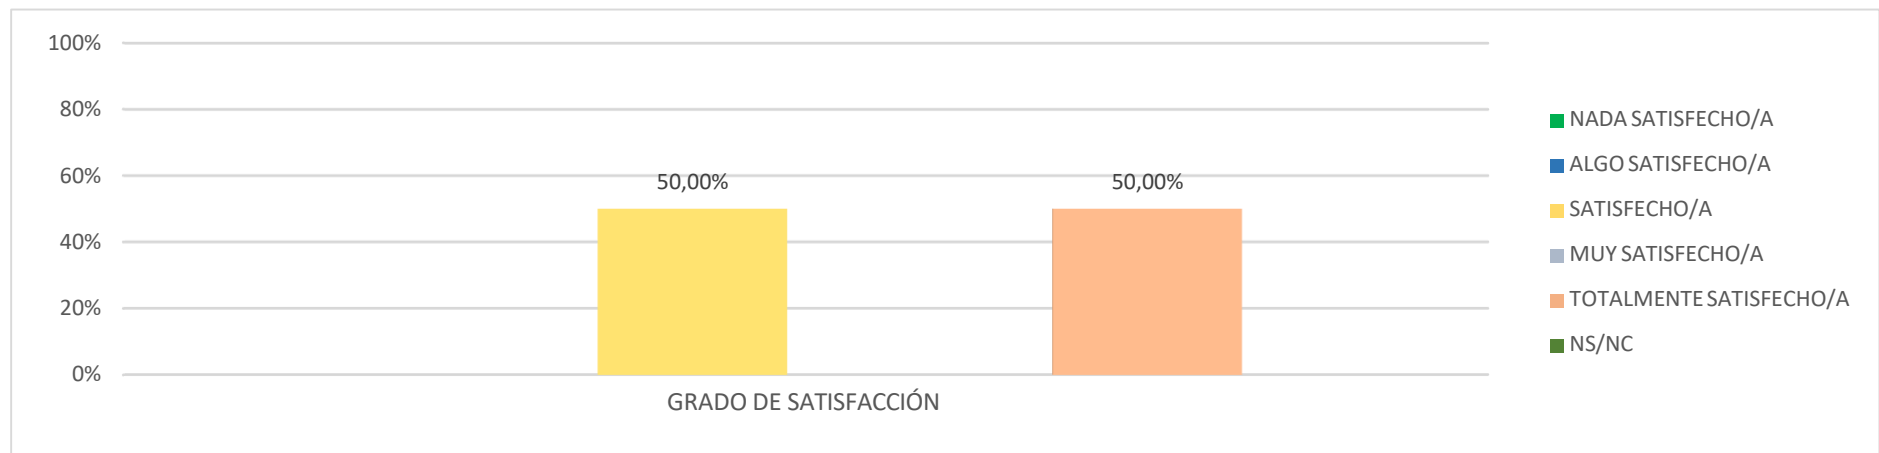 100%
80%
60%
40%
20%
0%
50,00%
50,00%
GRADO DE SATISFACCIÓN
NADA SATISFECHO/A
ALGO SATISFECHO/A
SATISFECHO/A
MUY SATISFECHO/A
TOTALMENTE SATISFECHO/A
NS/NC